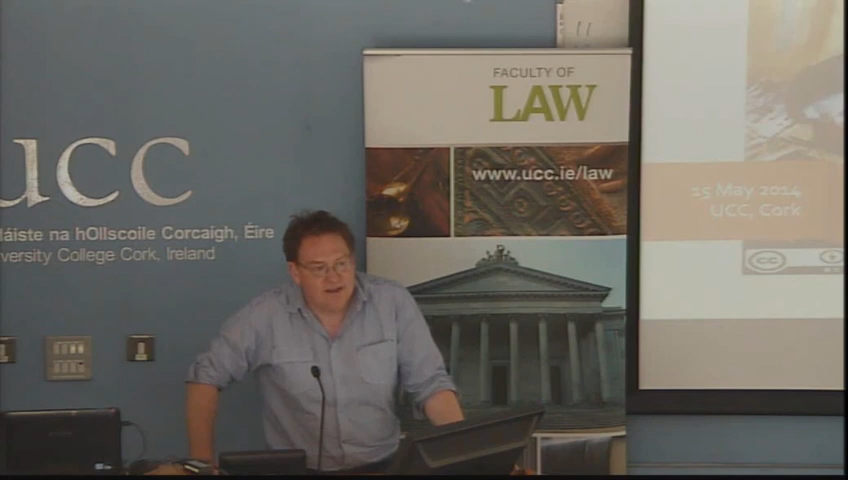 ucc
láiste na hOllscoile Corcaigh, Éire
versity College Cork, Ireland
FACULTY OF
LAW
www.ucc.ie/law
15 May 2014
UCC, Cork
cc